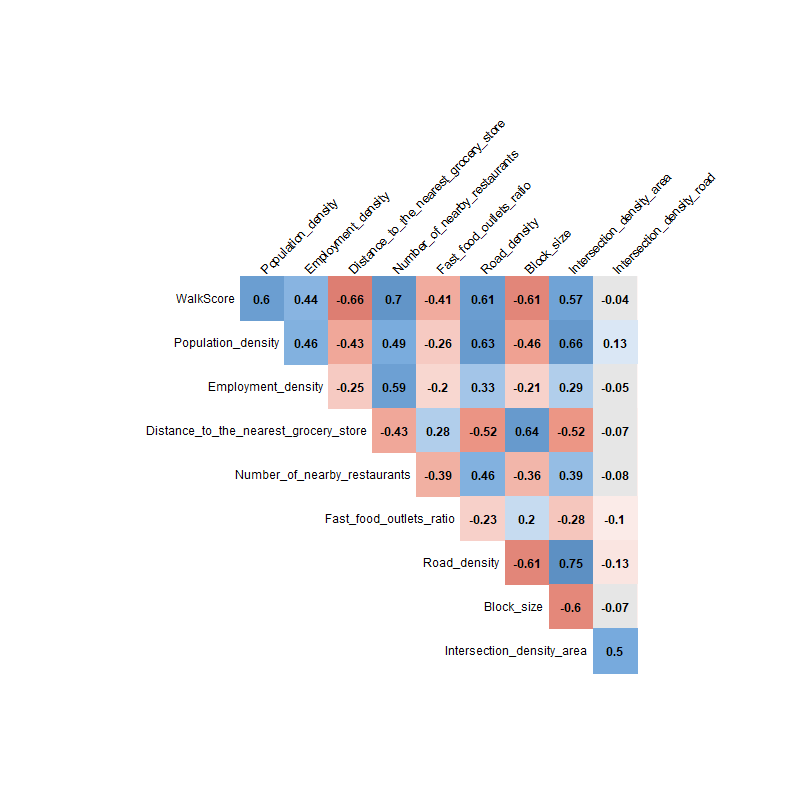 Population_density
Employment_density
Distance_to_the_nearest_grocery_store
Number_of_nearby_restaurants
Fast_food_outlets_ratio
Road_density
Block_size
Intersection_density_area
Intersection_density_road
WalkScore 0.6 0.44 -0.66 0.7 -0.41 0.61 -0.61 0.57 -0.04
Population_density 0.46 -0.43 0.49 -0.26 0.63 -0.46 0.66 0.13
Employment_density -0.25 0.59 -0.2 0.33 -0.21 0.29 -0.05
Distance_to_the_nearest_grocery_store -0.43 0.28 -0.52 0.64 -0.52 -0.07
Number_of_nearby_restaurants -0.39 0.46 -0.36 0.39 -0.08
Fast_food_outlets_ratio -0.23 0.2 -0.28 -0.1
Road_density -0.61 0.75 -0.13
Block_size -0.6 -0.07
Intersection_density_area 0.5